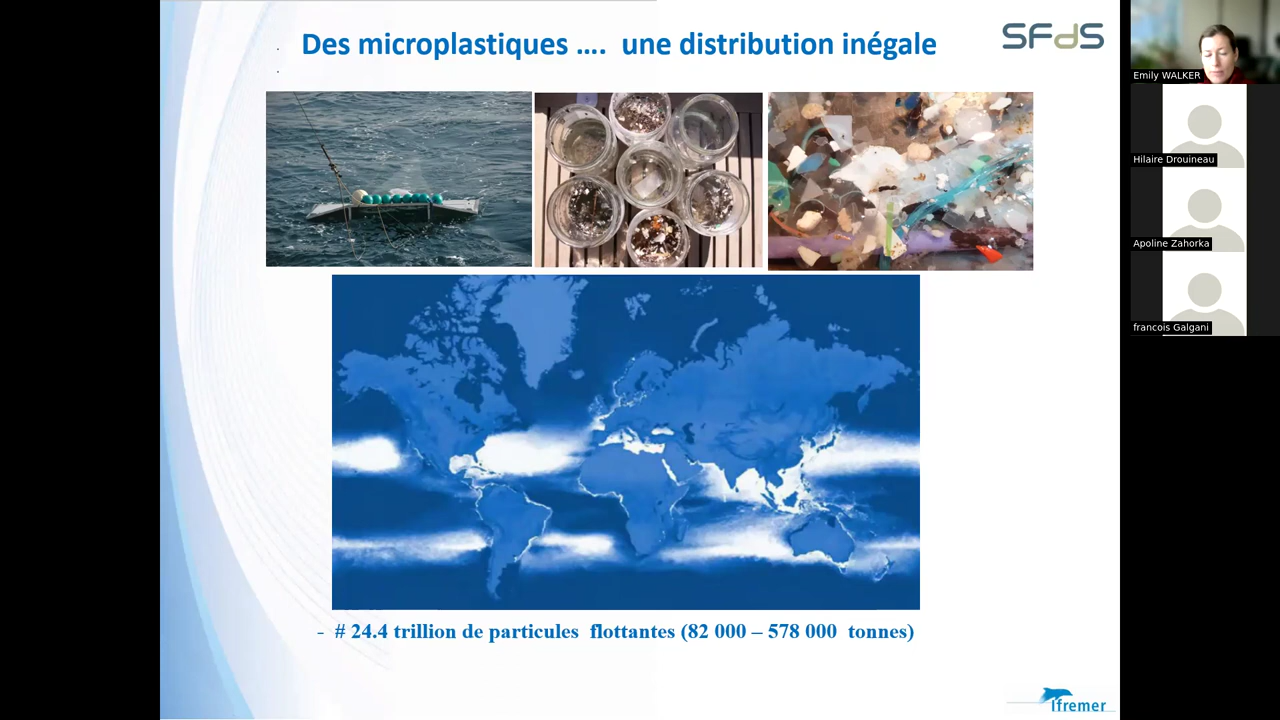 Des microplastiques .... une distribution inégale
SFdS
- # 24.4 trillion de particules flottantes (82 000 – 578 000 tonnes)
Ifremer
Emily WALKER
Hilaire Drouineau
Apoline Zahorka
francois Galgani